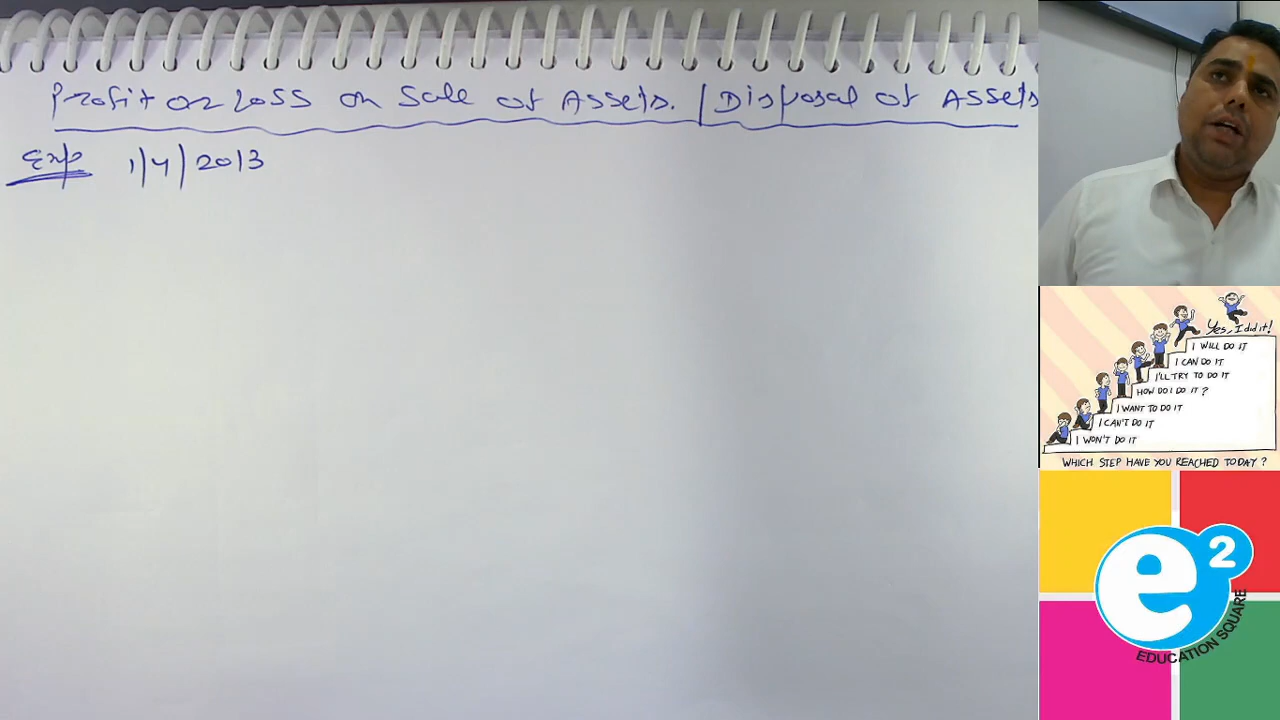 Profit or Loss on Sale of Assets. | Disposal of Assets
Exp 1/4/2013
Yes, I did it!
I WILL DO IT
I CAN DO IT
I'LL TRY TO DO IT
HOW DO I DO IT?
I WANT TO DO IT
I CAN'T DO IT
I WON'T DO IT
WHICH STEP HAVE YOU REACHED TODAY?
e2
EDUCATION SQUARE